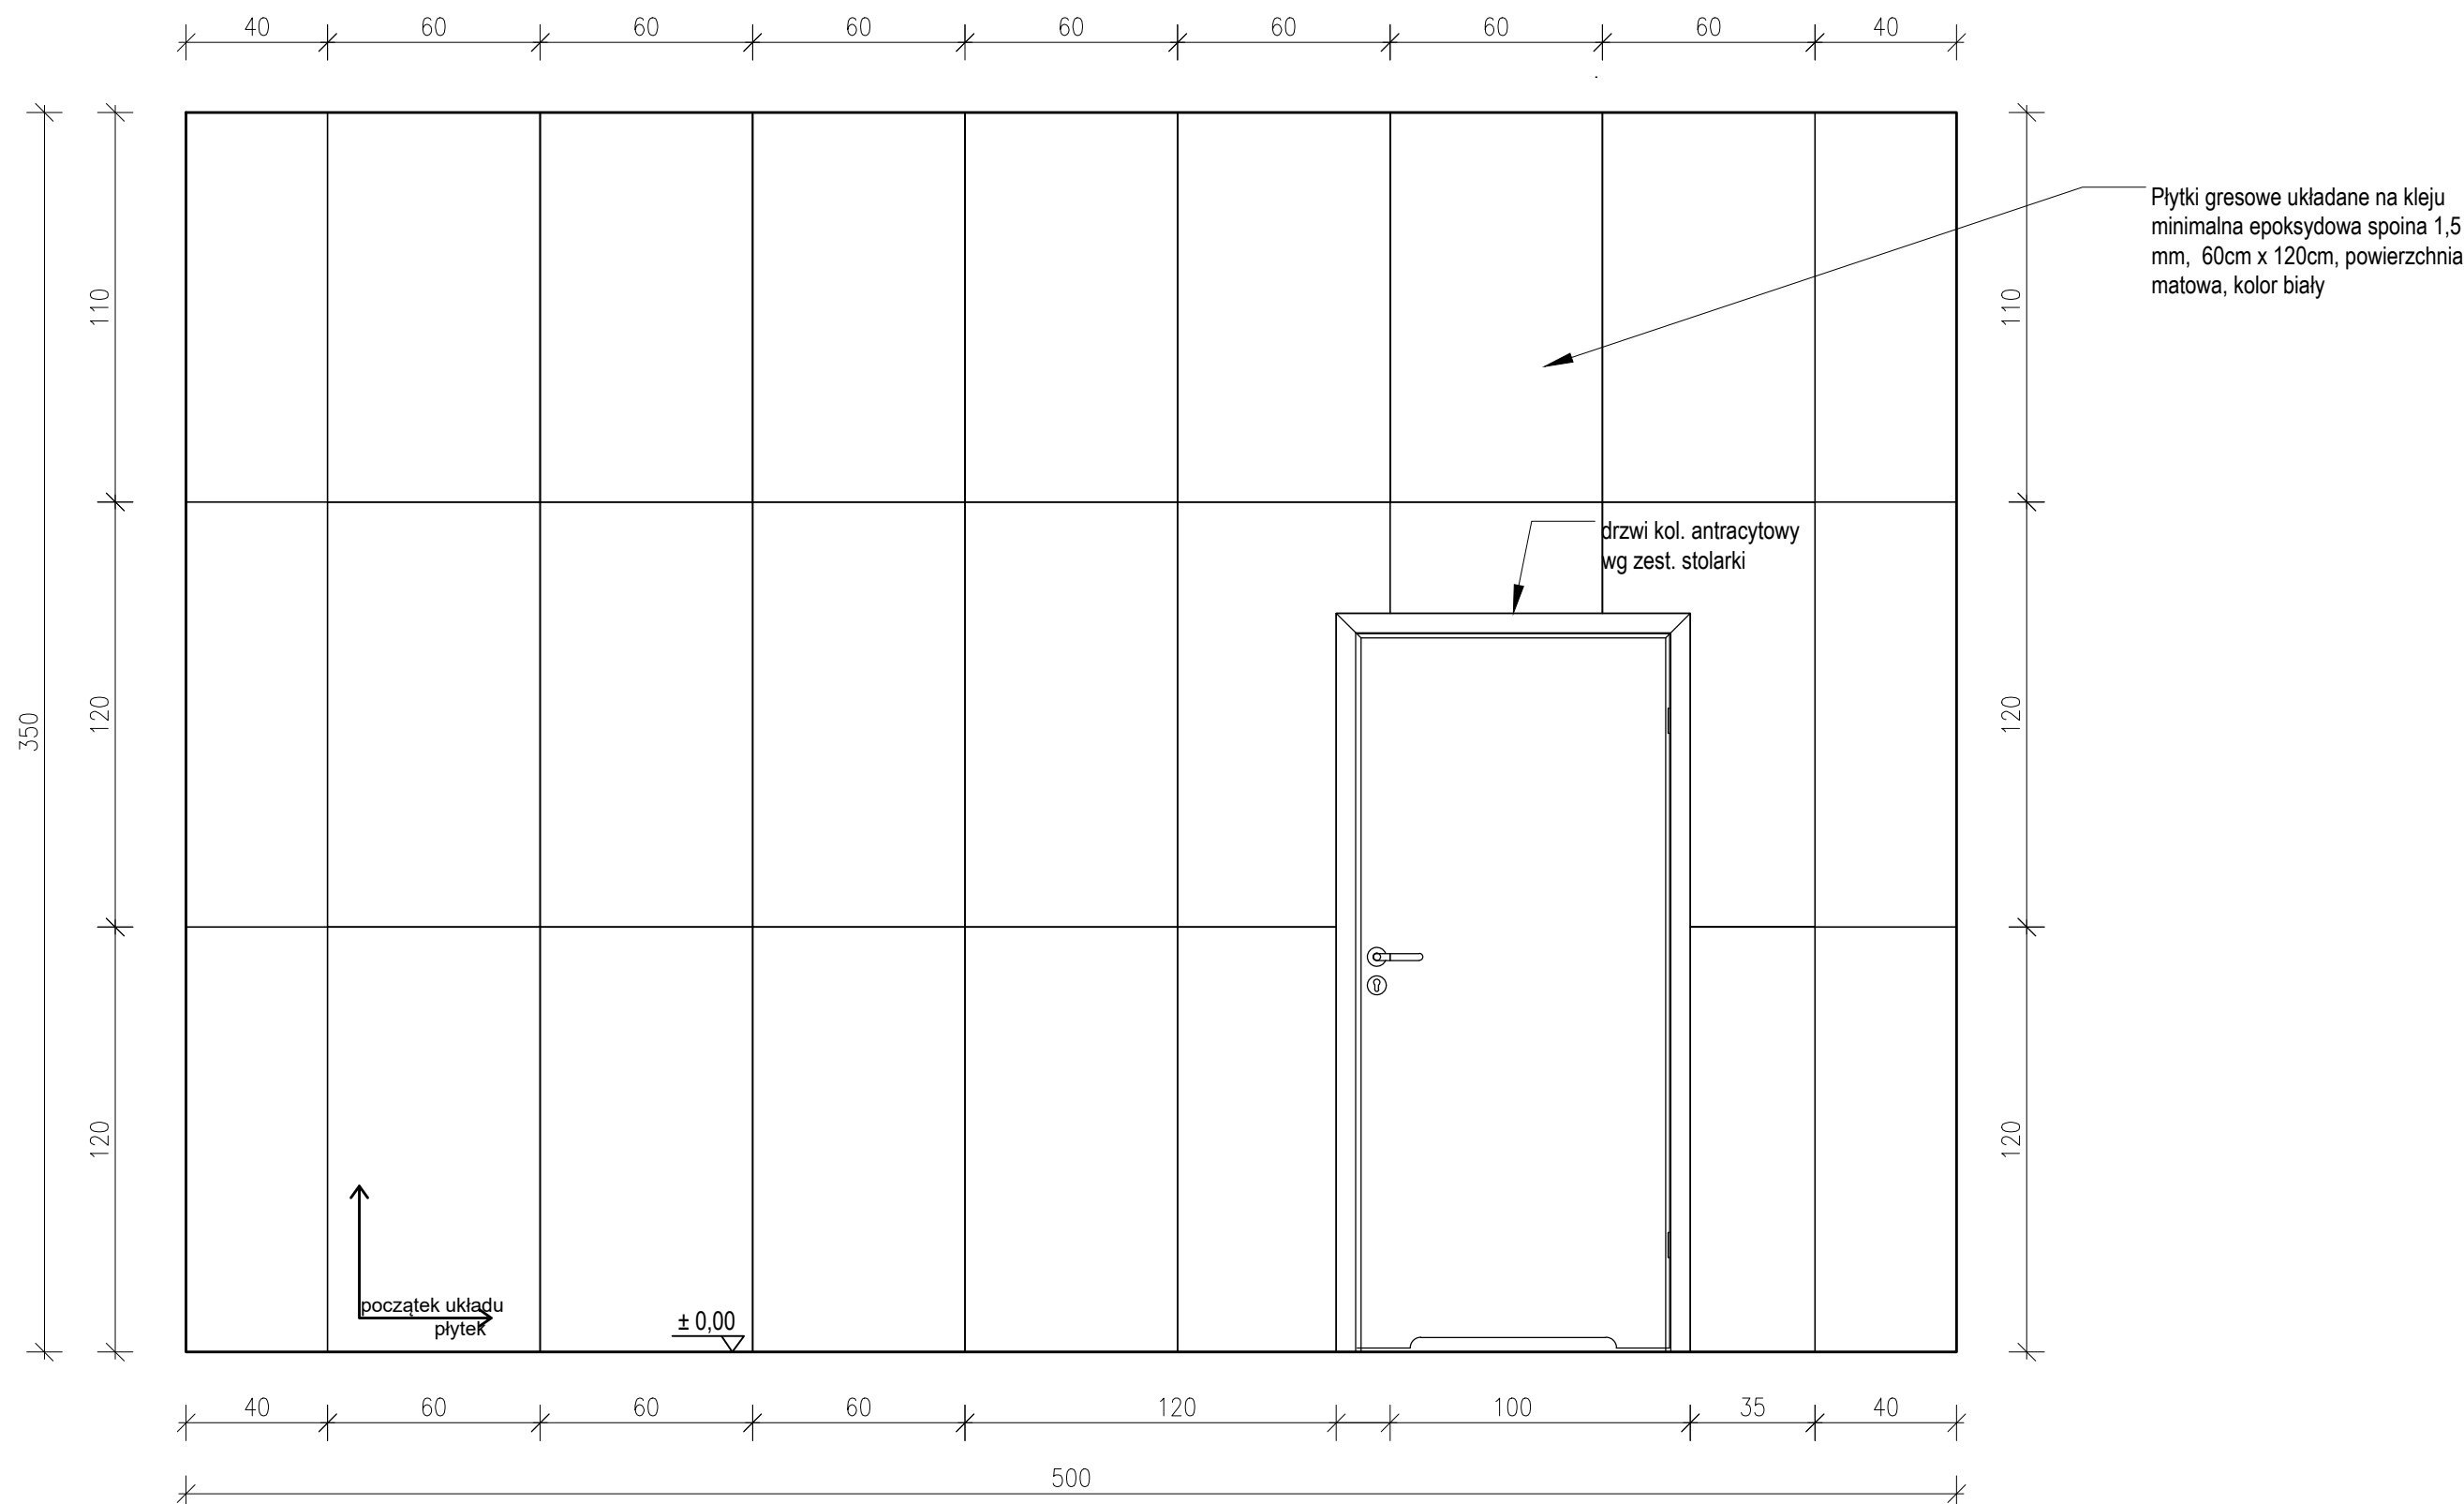 40 60 60 60 60 60 60 60 40
Płytki gresowe układane na kleju
minimalna epoksydowa spoina 1,5
mm, 60cm x 120cm, powierzchnia
matowa, kolor biały
110
110
drzwi kol. antracytowy
wg zest. stolarki
350
120
120
120
120
początek układu
płytek
± 0,00
40 60 60 60 120 100 35 40
500